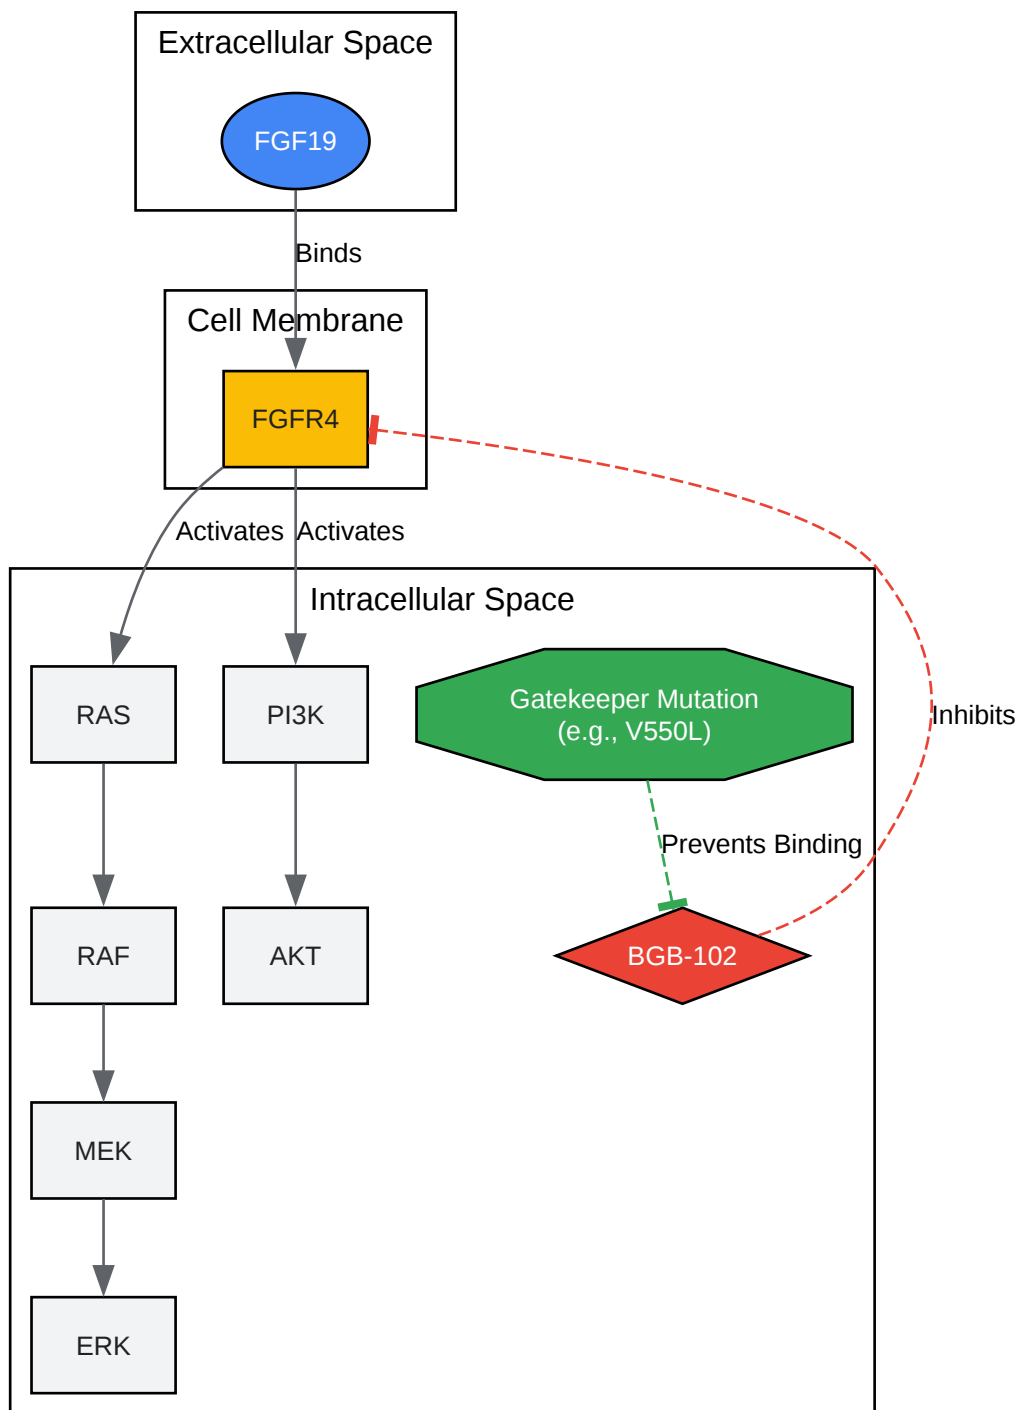 Extracellular Space
FGF19
Binds
Cell Membrane
FGFR4
Activates
Activates
Intracellular Space
RAS
PI3K
Gatekeeper Mutation
(e.g., V550L)
Inhibits
Prevents Binding
RAF
AKT
BGB-102
MEK
ERK